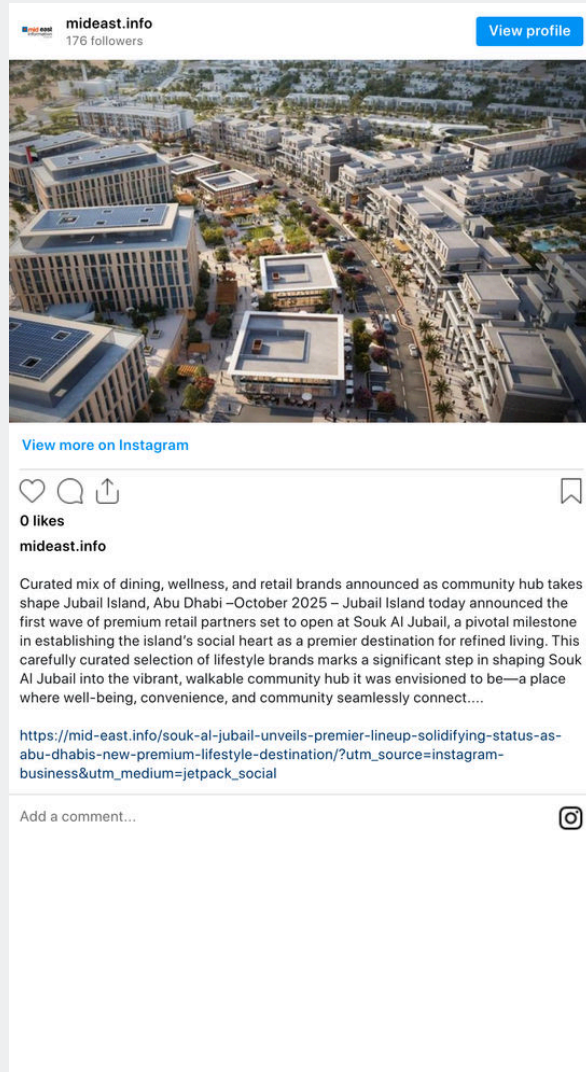 mid east
information
mideast.info
176 followers
View profile
View more on Instagram
0 likes
mideast.info
Curated mix of dining, wellness, and retail brands announced as community hub takes
shape Jubail Island, Abu Dhabi –October 2025 – Jubail Island today announced the
first wave of premium retail partners set to open at Souk Al Jubail, a pivotal milestone
in establishing the island's social heart as a premier destination for refined living. This
carefully curated selection of lifestyle brands marks a significant step in shaping Souk
Al Jubail into the vibrant, walkable community hub it was envisioned to be—a place
where well-being, convenience, and community seamlessly connect....
https://mid-east.info/souk-al-jubail-unveils-premier-lineup-solidifying-status-as-
abu-dhabis-new-premium-lifestyle-destination/?utm_source=instagram-
business&utm_medium=jetpack_social
Add a comment...